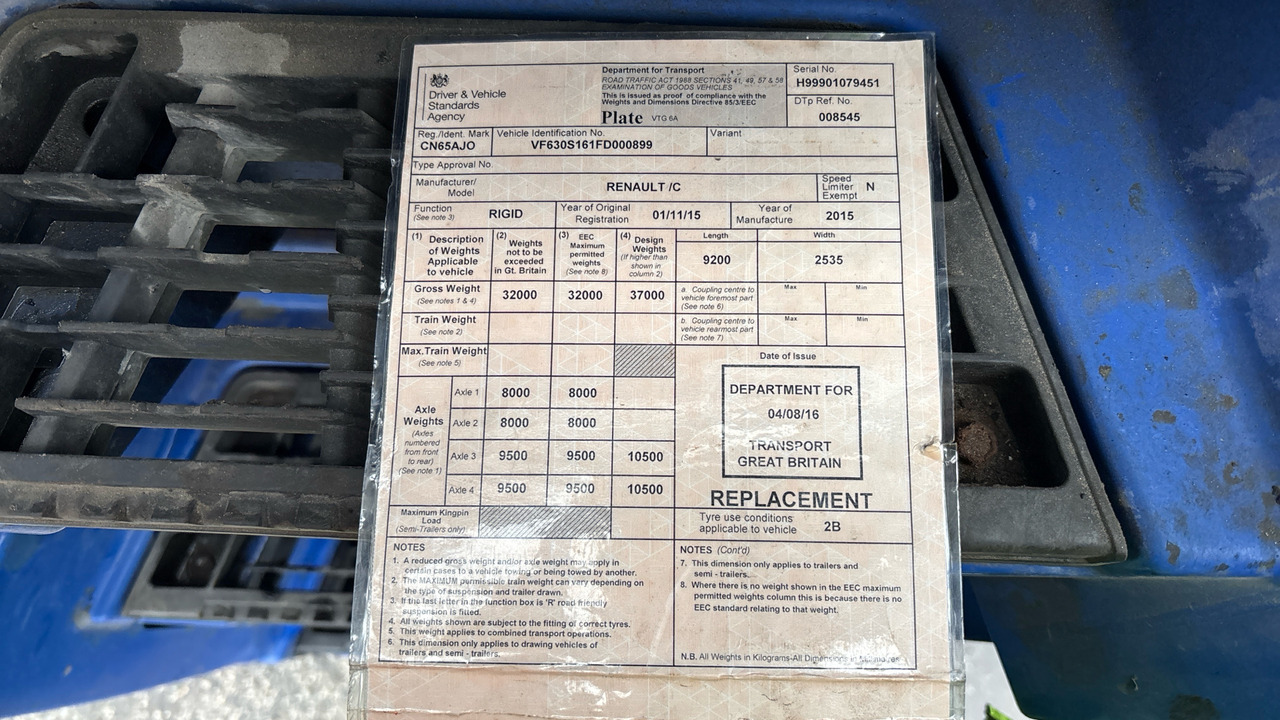 Driver & Vehicle
Standards
Agency
Department for Transport
ROAD TRAFFIC ACT 1988 SECTIONS 41, 49, 57 & 58
EXAMINATION OF GOODS VEHICLES
This is issued as proof of compliance with the
Weights and Dimensions Directive 85/3/EEC
Plate VTG 6A
Serial No.
H99901079451
DTp Ref. No.
008545
Reg./Ident. Mark
CN65AJO
Vehicle Identification No.
VF630S161FD000899
Variant
Type Approval No.
Manufacturer/
Model
RENAULT /C
Speed
Limiter
Exempt
N
Function
(See note 3)
RIGID
Year of Original
Registration
01/11/15
Year of
Manufacture
2015
(1) Description
of Weights
Applicable
to vehicle
(2) Weights
not to be
exceeded
in Gt. Britain
(3) EEC
Maximum
permitted
weights
(See note 8)
(4) Design
Weights
(If higher than
shown in
column 2)
Length
9200
Width
2535
Gross Weight
(See notes 1 & 4)
32000
32000
37000
a. Coupling centre to
vehicle foremost part
(See note 6)
Max
Min
Train Weight
(See note 2)
b. Coupling centre to
vehicle rearmost part
(See note 7)
Max
Min
Max.Train Weight
(See note 5)
Axle
Weights
(Axles
numbered
from front
to rear)
(See note 1)
Axle 1 8000 8000
Axle 2 8000 8000
Axle 3 9500 9500 10500
Axle 4 9500 9500 10500
Maximum Kingpin
Load
(Semi-Trailers only)
Date of Issue
DEPARTMENT FOR
04/08/16
TRANSPORT
GREAT BRITAIN
REPLACEMENT
Tyre use conditions
applicable to vehicle
2B
NOTES
1. A reduced gross weight and/or axle weight may apply in
certain cases to a vehicle towing or being towed by another.
2. The MAXIMUM permissible train weight can vary depending on
the type of suspension and trailer drawn.
3. If the last letter in the function box is 'R' road friendly
suspension is fitted.
4. All weights shown are subject to the fitting of correct tyres.
5. This weight applies to combined transport operations.
6. This dimension only applies to drawing vehicles of
trailers and semi - trailers.
NOTES (Cont'd)
7. This dimension only applies to trailers and
semi - trailers.
8. Where there is no weight shown in the EEC maximum
permitted weights column this is because there is no
EEC standard relating to that weight.
N.B. All Weights in Kilograms-All Dimensions in